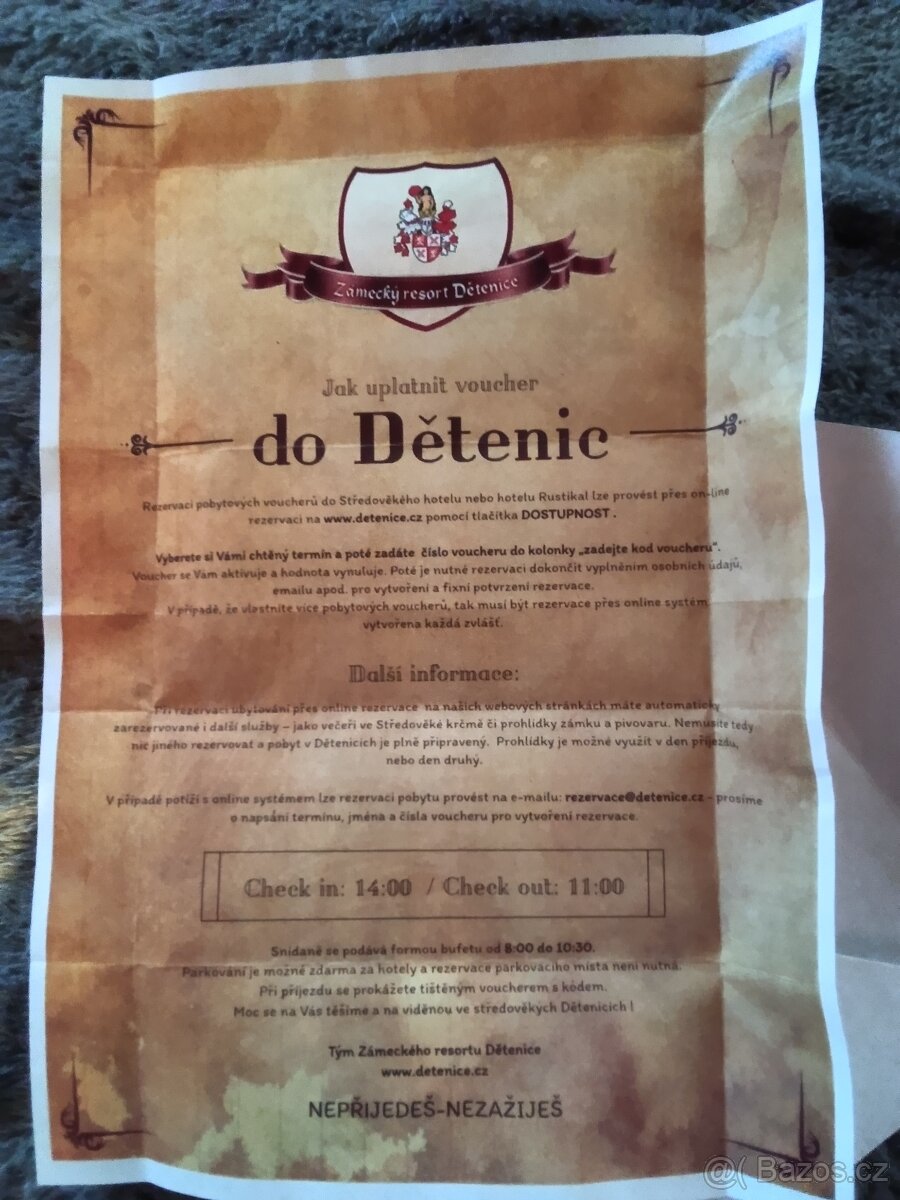 Zámecký resort Dětenice
Jak uplatnit voucher
do Dětenic
Rezervaci pobytových voucherů do Středověkého hotelu nebo hotelu Rustikal lze provést přes on-line
rezervaci na www.detenice.cz pomocí tlačítka DOSTUPNOST .
Vyberete si Vámi chtěný termín a poté zadáte číslo voucheru do kolonky „zadejte kod voucheru".
Voucher se Vám aktivuje a hodnota vynuluje. Poté je nutné rezervaci dokončit vyplněním osobních údajů,
emailu apod. pro vytvoření a fixní potvrzení rezervace.
V případě, že vlastníte více pobytových voucherů, tak musí být rezervace přes online systém
vytvořena každá zvlášť.
Další informace:
Při rezervaci ubytování přes online rezervace na našich webových stránkách máte automaticky
zarezervované i další služby – jako večeři ve Středověké krčmě či prohlídky zámku a pivovaru. Nemusíte tedy
nic jiného rezervovat a pobyt v Dětenicích je plně připravený. Prohlídky je možné využít v den příjezdu,
nebo den druhý.
V případě potíží s online systémem lze rezervaci pobytu provést na e-mailu: rezervace@detenice.cz - prosíme
o napsání termínu, jména a čísla voucheru pro vytvoření rezervace.
Check in: 14:00 / Check out: 11:00
Snídaně se podává formou bufetu od 8:00 do 10:30.
Parkování je možné zdarma za hotely a rezervace parkovacího místa není nutná.
Při příjezdu se prokážete tištěným voucherem s kódem.
Moc se na Vás těšíme a na viděnou ve středověkých Dětenicích !
Tým Zámeckého resortu Dětenice
www.detenice.cz
NEPŘIJEDEŠ-NEZAŽIJEŠ
@( Bazos.cz